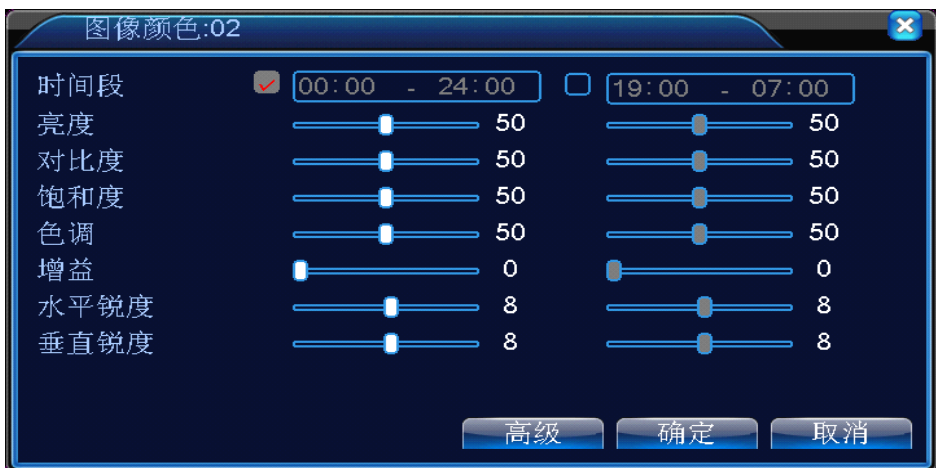 图像颜色:02
时间段 00:00 - 24:00 19:00 - 07:00
亮度 50 50
对比度 50 50
饱和度 50 50
色调 50 50
增益 0 0
水平锐度 8 8
垂直锐度 8 8
高级 确定 取消